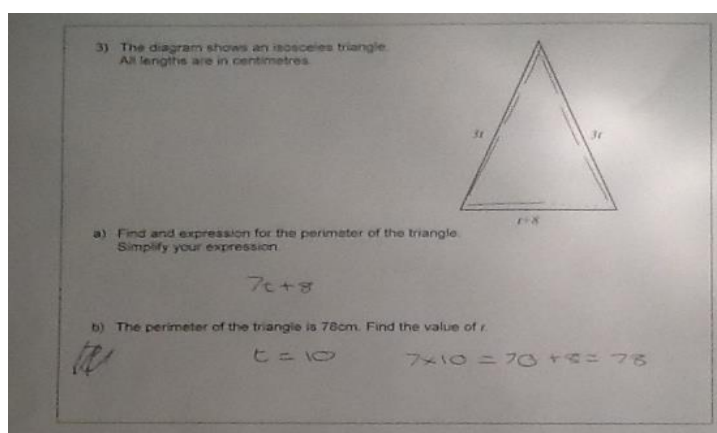 3) The diagram shows an isosceles triangle.
All lengths are in centimetres.
3t
3t
t+8
a) Find and expression for the perimeter of the triangle.
Simplify your expression.
7t+8
b) The perimeter of the triangle is 78cm. Find the value of t.
t = 10 7×10 = 70 +8= 78